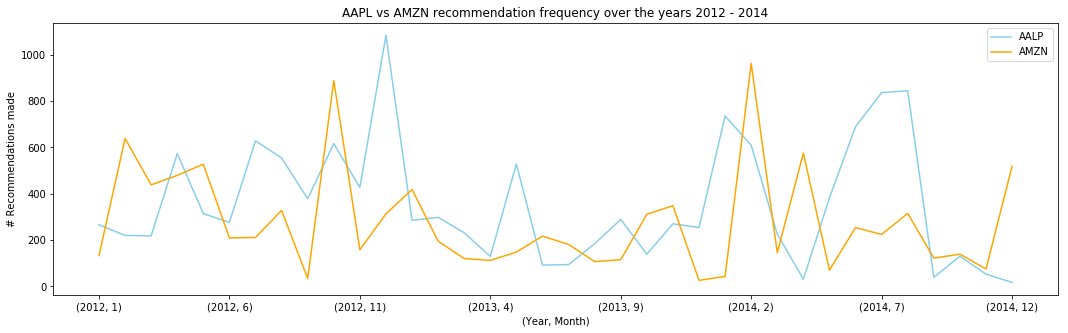 AAPL vs AMZN recommendation frequency over the years 2012 - 2014
AALP
AMZN
# Recommendations made
1000
800
600
400
200
0
(2012, 1)
(2012, 6)
(2012, 11)
(2013, 4)
(2013, 9)
(2014, 2)
(2014, 7)
(2014, 12)
(Year, Month)